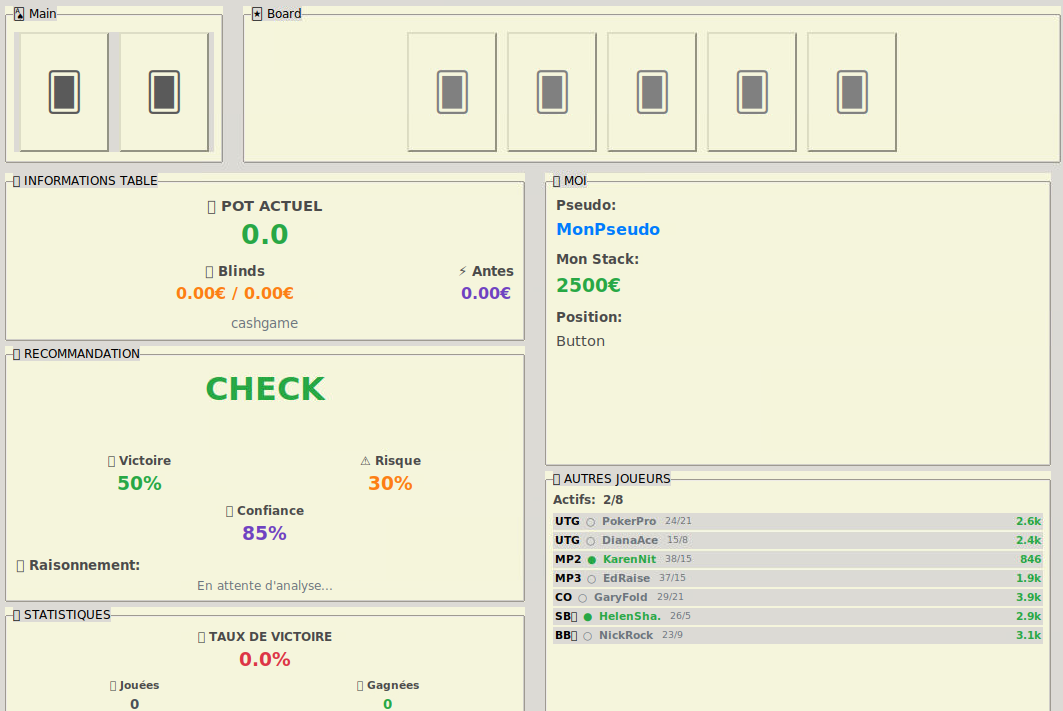 Main
Board
INFORMATIONS TABLE
POT ACTUEL
0.0
Blinds
⚡ Antes
0.00€ / 0.00€
0.00€
cashgame
RECOMMANDATION
CHECK
Victoire
⚠ Risque
50%
30%
Confiance
85%
Raisonnement:
En attente d'analyse...
STATISTIQUES
TAUX DE VICTOIRE
0.0%
Jouées
Gagnées
0
0
MOI
Pseudo:
MonPseudo
Mon Stack:
2500€
Position:
Button
AUTRES JOUEURS
Actifs: 2/8
UTG ○ PokerPro 24/21 2.6k
UTG ○ DianaAce 15/8 2.4k
MP2 ● KarenNit 38/15 846
MP3 ○ EdRaise 37/15 1.9k
CO ○ GaryFold 29/21 3.9k
SB ● HelenSha. 26/5 2.9k
BB ○ NickRock 23/9 3.1k